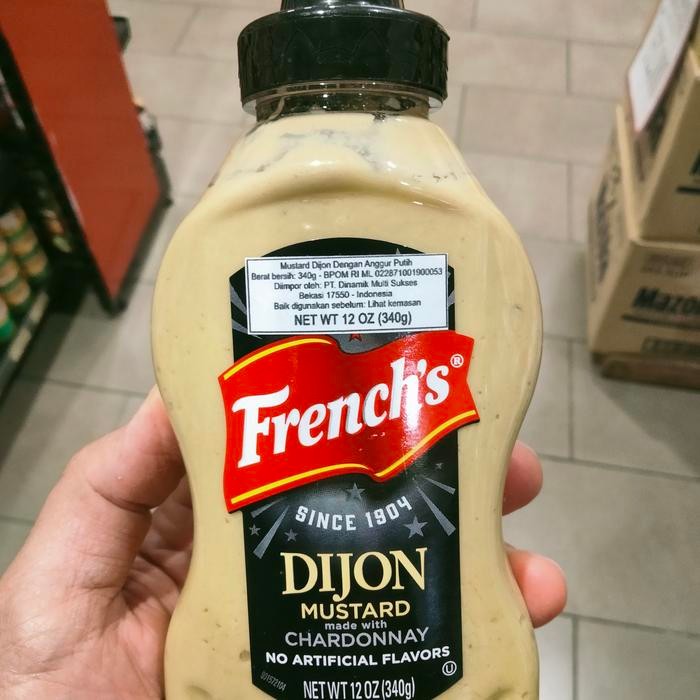 Mustard Dijon Dengan Anggur Putih
Berat bersih: 340g - BPOM RI ML 022871001900053
Diimpor oleh: PT. Dinamik Multi Sukses
Bekasi 17550 - Indonesia
Baik digunakan sebelum: Lihat kemasan
NET WT 12 OZ (340g)
French's®
SINCE 1904
DIJON
MUSTARD
made with
CHARDONNAY
NO ARTIFICIAL FLAVORS
U
NET WT 12 OZ (340g)